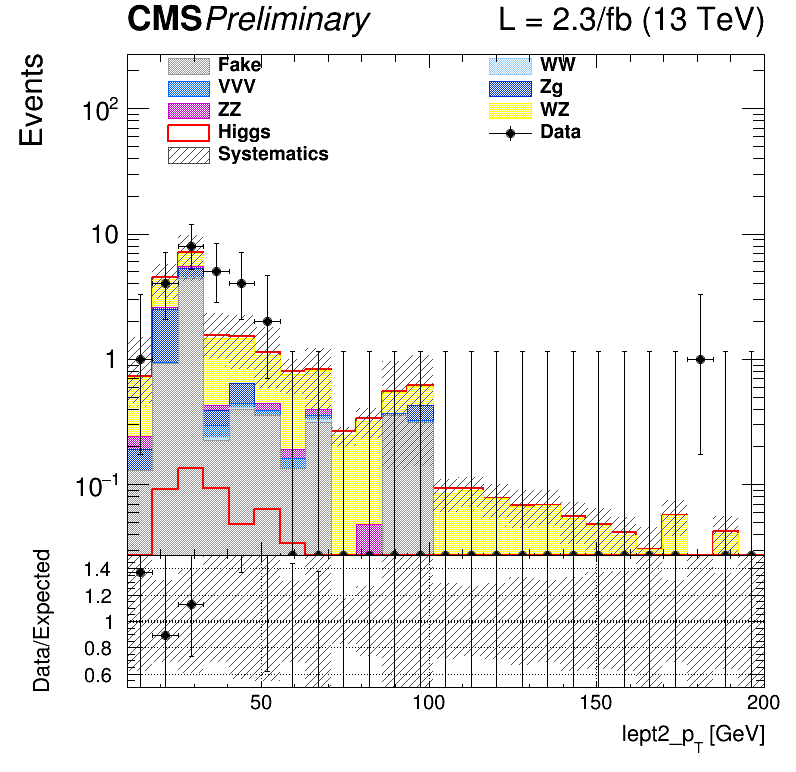 CMS Preliminary L = 2.3/fb (13 TeV)
Events
Fake WW
VVV Zg
ZZ WZ
Higgs Data
Systematics
10²
10
1
10⁻¹
Data/Expected
1.4
1.2
1
0.8
0.6
50 100 150 200
lept2_p_T [GeV]